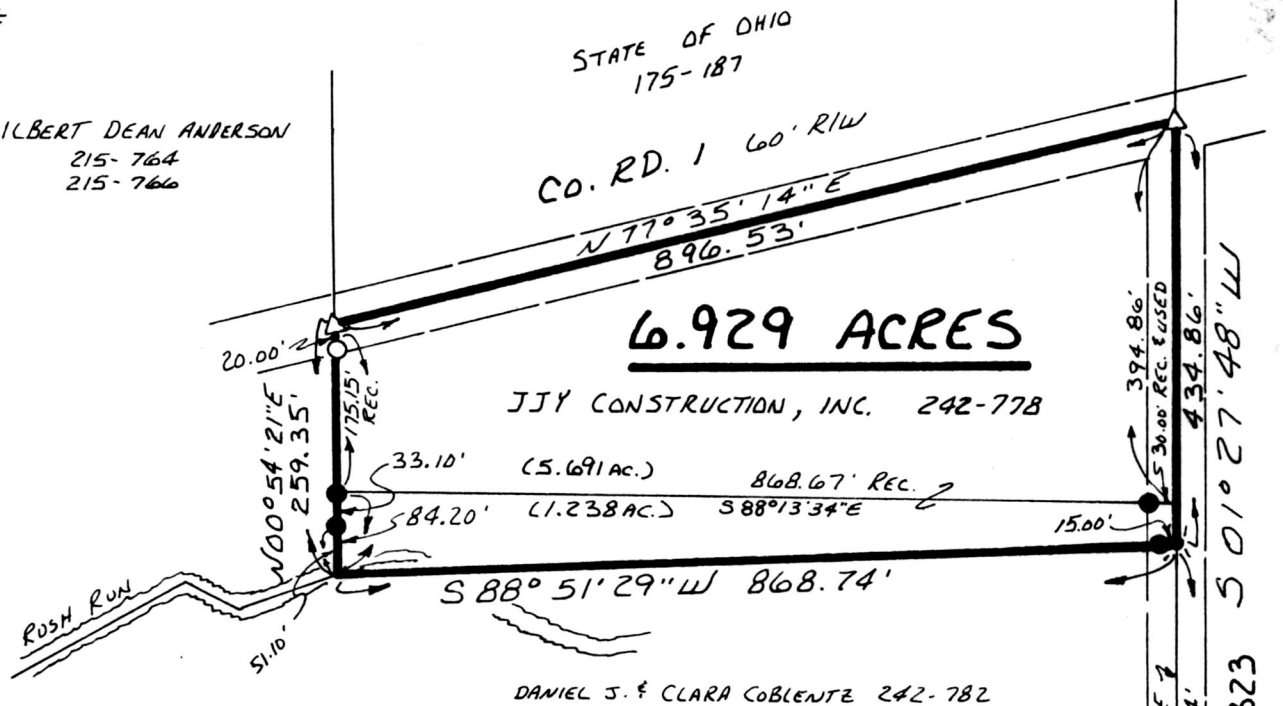 STATE OF OHIO
175-187
ILBERT DEAN ANDERSON
215-764
215-766
CO. RD. 1 60' R/W
N 77° 35' 14" E
896.53'
6.929 ACRES
JJY CONSTRUCTION, INC. 242-778
20.00'
175.15'
REC.
N00°54'21"E
259.35'
33.10'
(5.691 AC.)
868.67' REC.
84.20'
(1.238 AC.)
S88°13'34"E
394.86'
30.00' REC. & USED
434.86'
S 01° 27' 48" W
15.00'
S 88° 51' 29" W 868.74'
RUSH RUN
51.10'
DANIEL J. & CLARA COBLENTZ 242-782
823